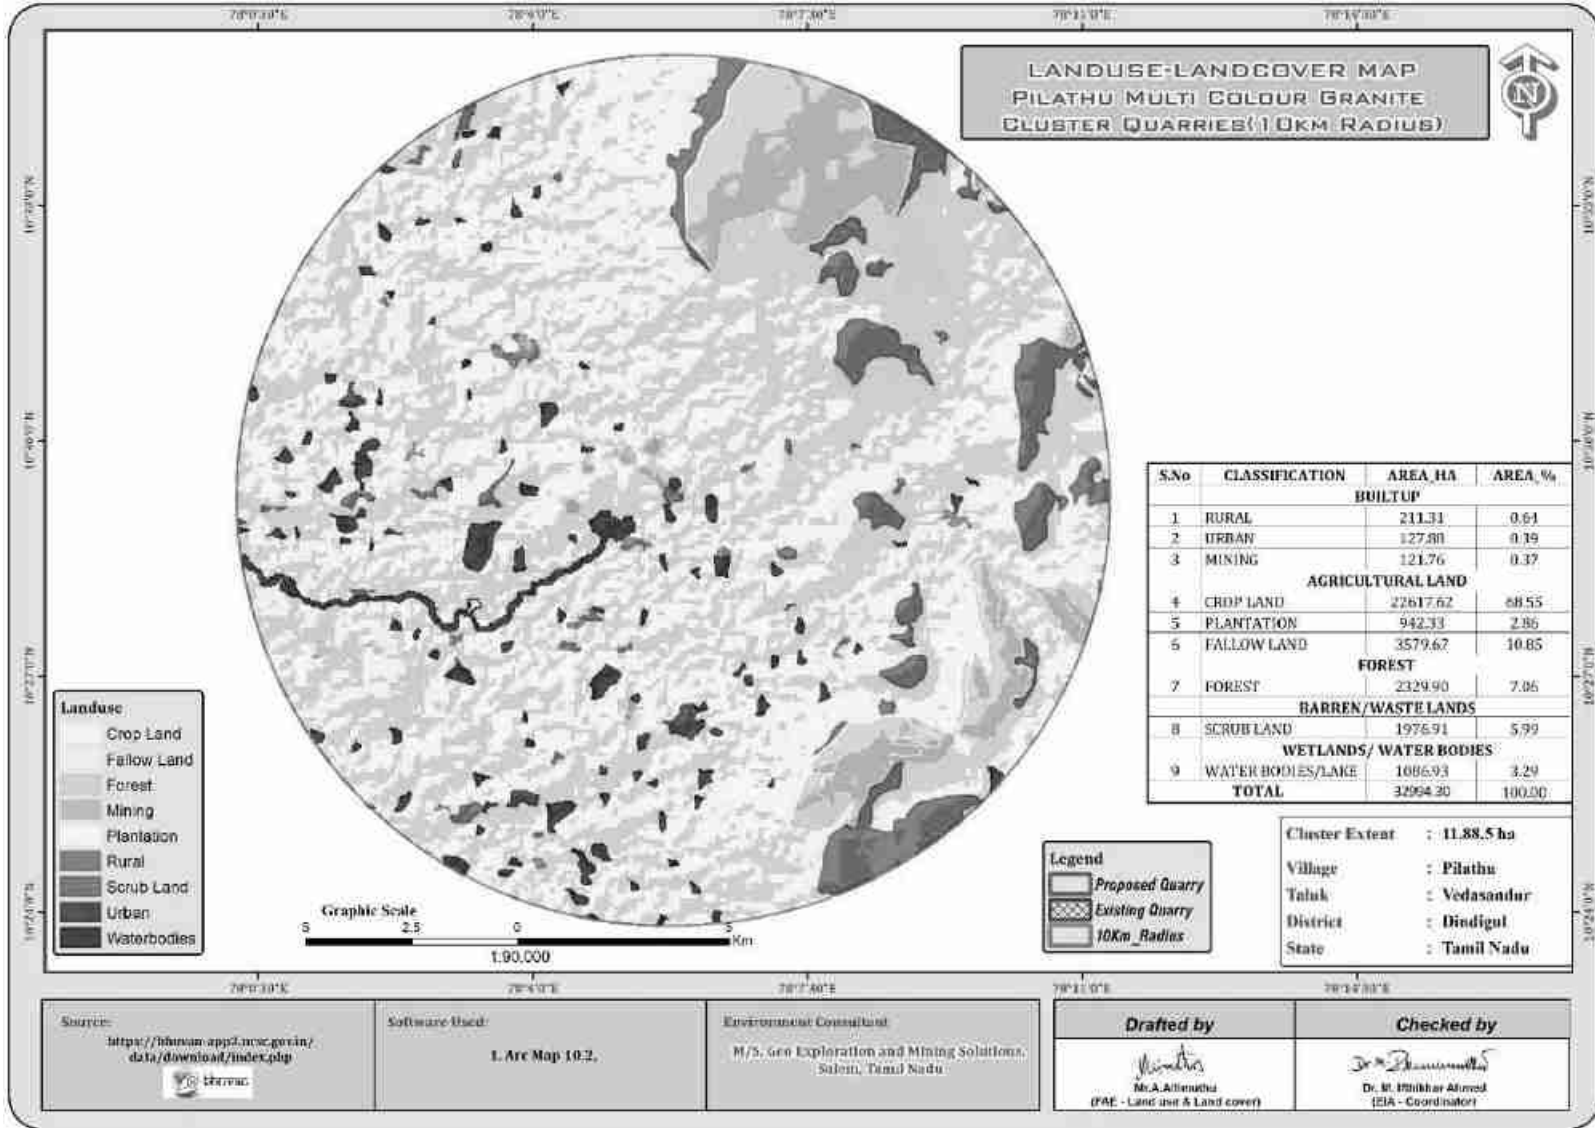 LANDUSE-LANDCOVER MAP
PILATHU MULTI COLOUR GRANITE
CLUSTER QUARRIES(10KM RADIUS)
N
S.No CLASSIFICATION AREA_HA AREA_%
BUILTUP
1 RURAL 211.31 0.64
2 URBAN 127.88 0.39
3 MINING 121.76 0.37
AGRICULTURAL LAND
4 CROP LAND 22617.62 68.55
5 PLANTATION 942.33 2.86
6 FALLOW LAND 3579.67 10.85
FOREST
7 FOREST 2329.90 7.06
BARREN/WASTE LANDS
8 SCRUB LAND 1976.91 5.99
WETLANDS/ WATER BODIES
9 WATER BODIES/LAKE 1086.93 3.29
TOTAL 32994.30 100.00
Landuse
Crop Land
Fallow Land
Forest
Mining
Plantation
Rural
Scrub Land
Urban
Waterbodies
Graphic Scale
5 2.5 0 5
Km
1:90,000
Legend
Proposed Quarry
Existing Quarry
10Km_Radius
Cluster Extent : 11.88.5 ha
Village : Pilathu
Taluk : Vedasandur
District : Dindigul
State : Tamil Nadu
Source:
data/download/index.php
bhuvan
Software Used:
1. Arc Map 10.2,
Environment Consultant
M/S. Geo Exploration and Mining Solutions,
Salem, Tamil Nadu
Drafted by
(FAE - Land use & Land cover)
Checked by
Dr. M. Ifthikhar Ahmed
(EIA - Coordinator)